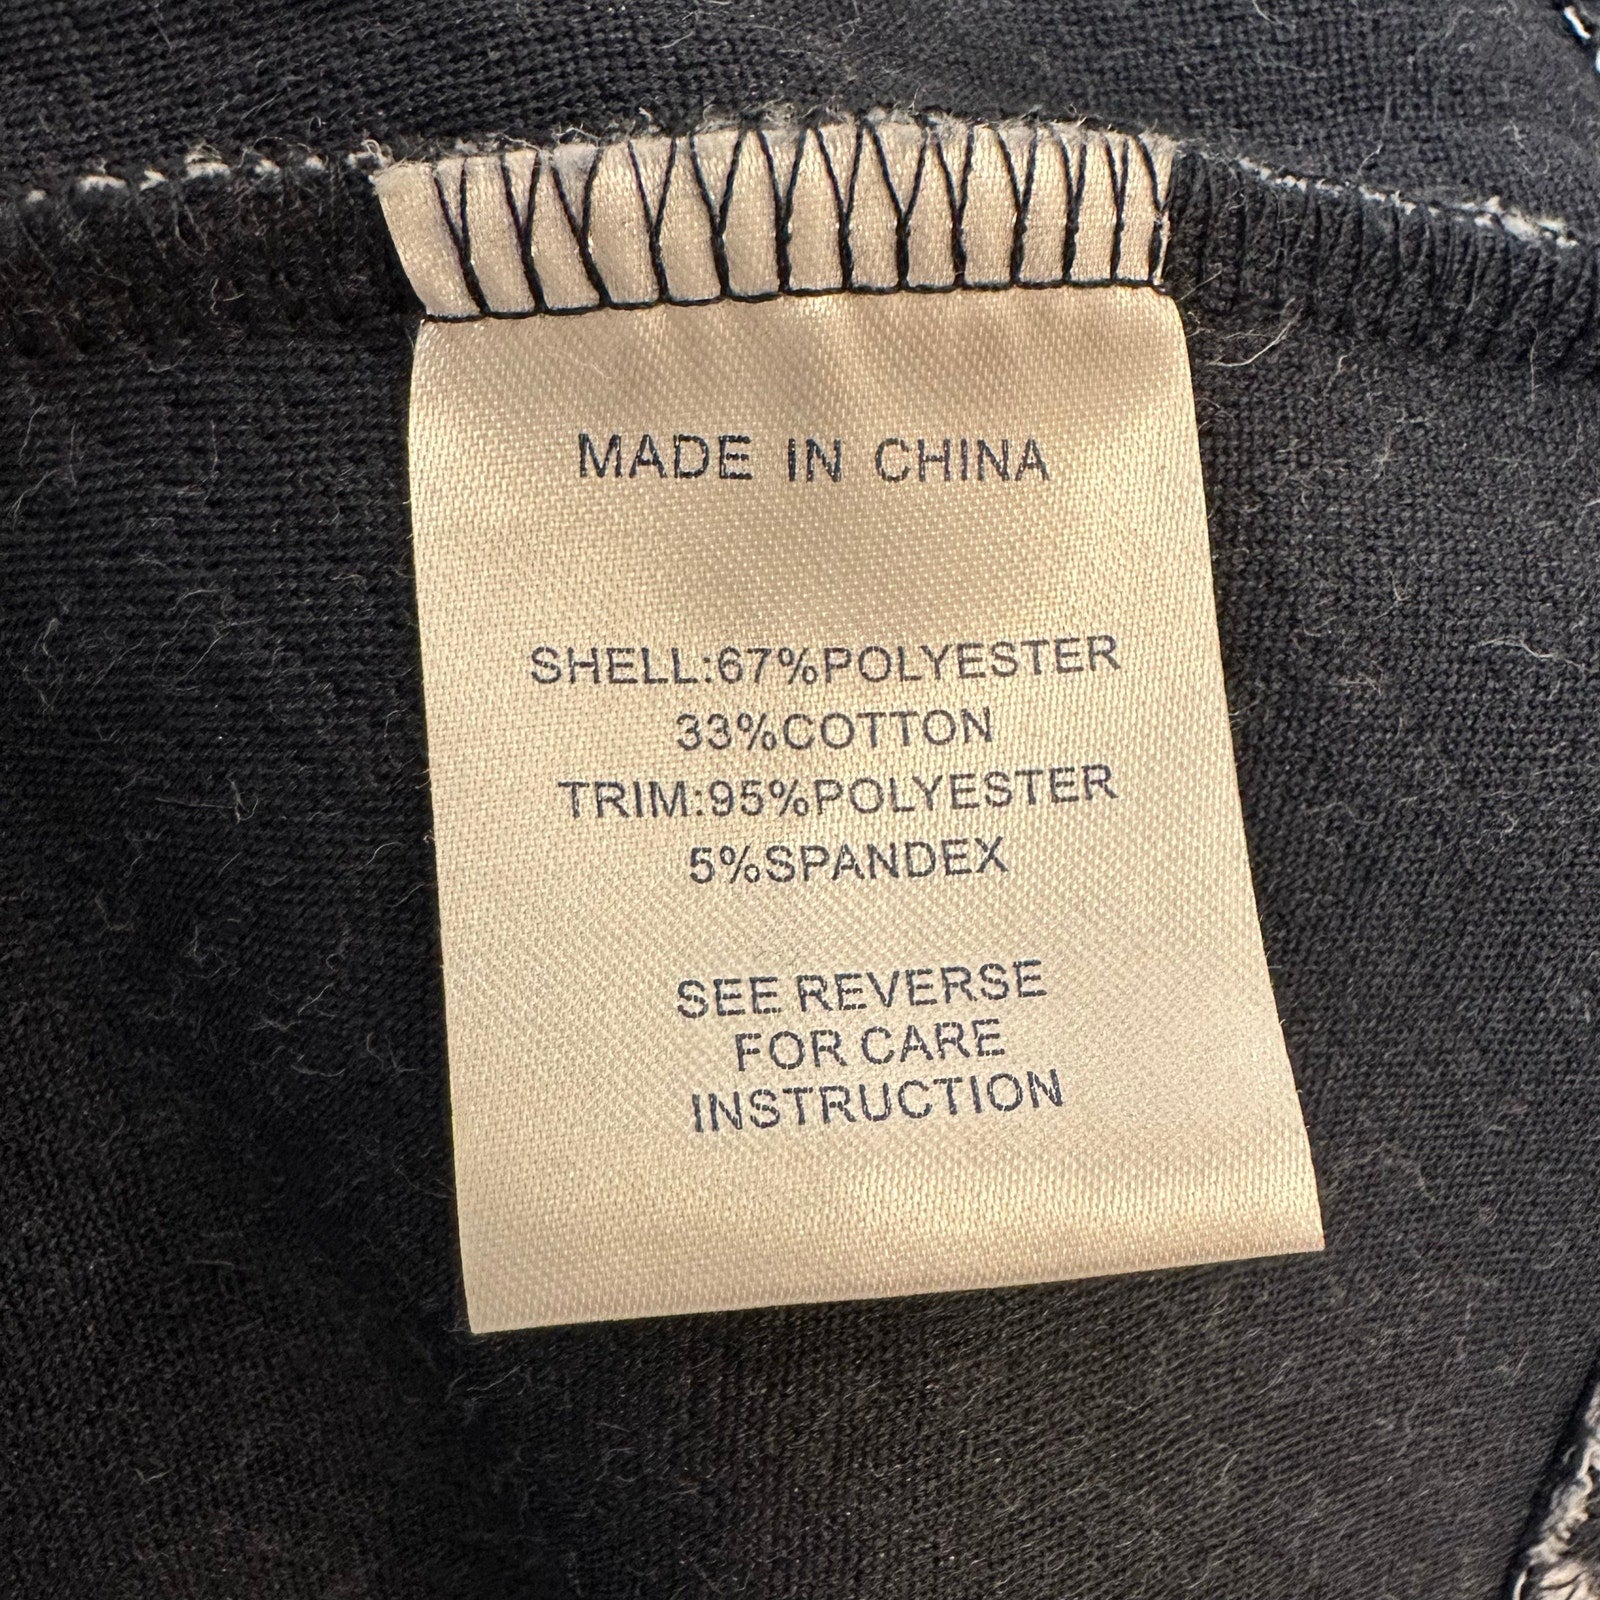 MADE IN CHINA
SHELL:67%POLYESTER
33%COTTON
TRIM:95%POLYESTER
5%SPANDEX
SEE REVERSE
FOR CARE
INSTRUCTION